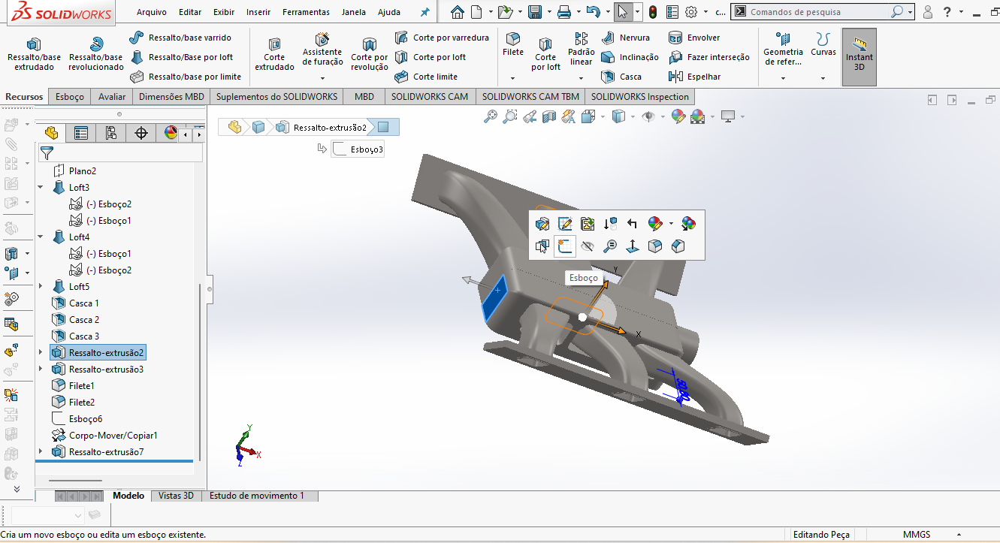 SOLIDWORKS
Arquivo Editar Exibir Inserir Ferramentas Janela Ajuda
c...
Comandos de pesquisa
?
Ressalto/base extrudado
Ressalto/base revolucionado
Ressalto/base varrido
Ressalto/Base por loft
Ressalto/base por limite
Corte extrudado
Assistente de furação
Corte por revolução
Corte por varredura
Corte por loft
Corte limite
Filete
Corte por loft
Padrão linear
Nervura
Inclinação
Casca
Envolver
Fazer interseção
Espelhar
Geometria de refer...
Curvas
Instant 3D
Recursos Esboço Avaliar Dimensões MBD Suplementos do SOLIDWORKS MBD SOLIDWORKS CAM SOLIDWORKS CAM TBM SOLIDWORKS Inspection
Ressalto-extrusão2
Esboço3
Plano2
Loft3
(-) Esboço2
(-) Esboço1
Loft4
(-) Esboço1
(-) Esboço2
Loft5
Casca 1
Casca 2
Casca 3
Ressalto-extrusão2
Ressalto-extrusão3
Filete1
Filete2
Esboço6
Corpo-Mover/Copiar1
Ressalto-extrusão7
Esboço
Y
X
Y
X
Z
Modelo Vistas 3D Estudo de movimento 1
Cria um novo esboço ou edita um esboço existente.
Editando Peça
MMGS